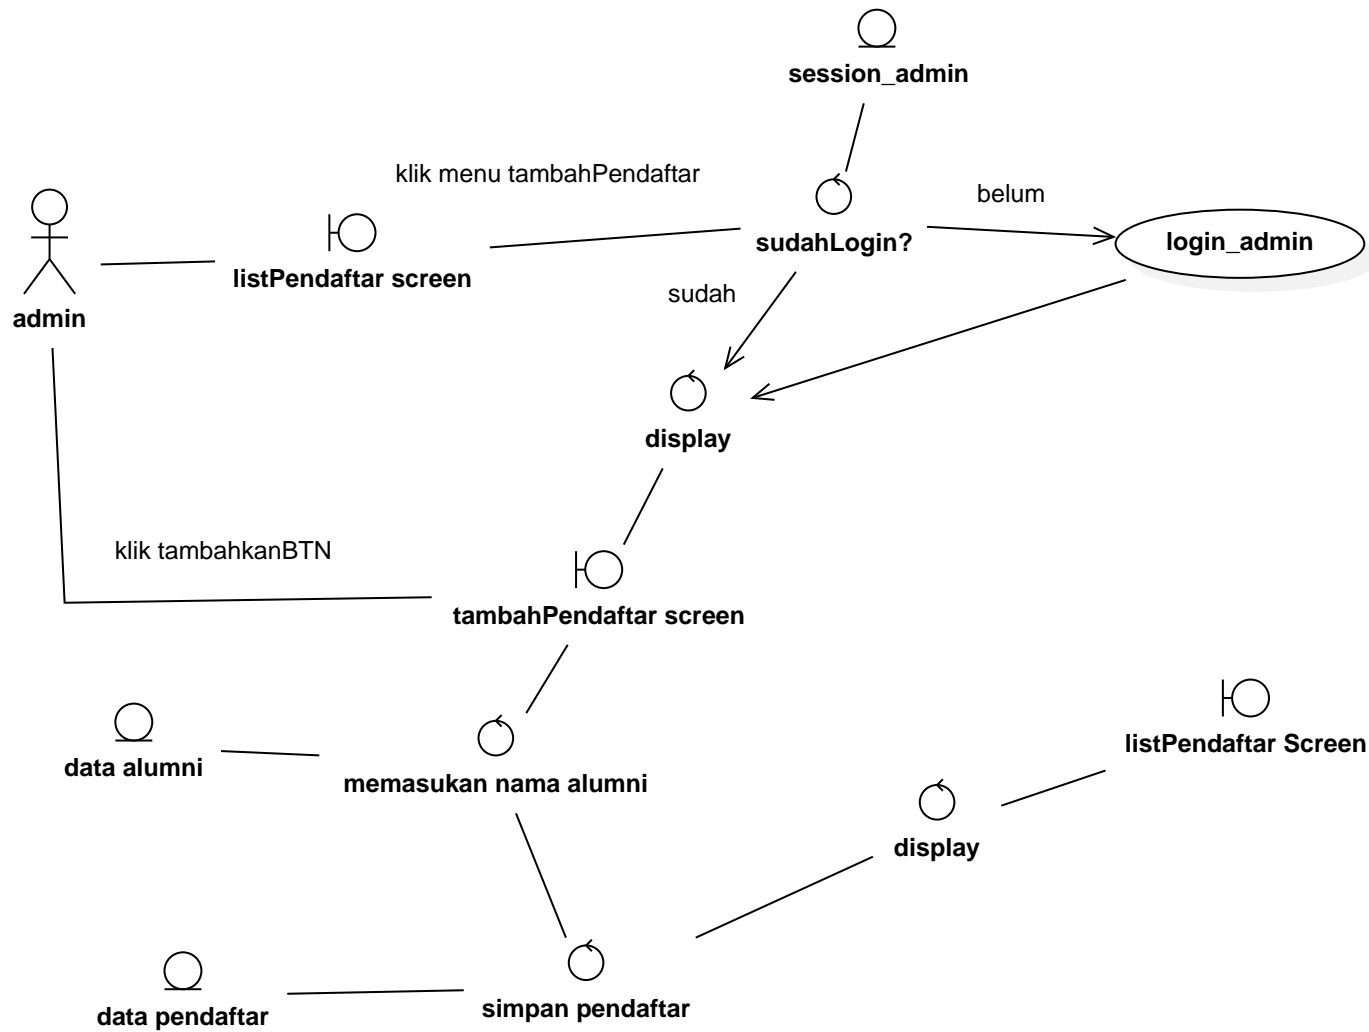 session_admin
klik menu tambahPendaftar
belum
sudahLogin?
login_admin
listPendaftar screen
sudah
admin
display
klik tambahkanBTN
tambahPendaftar screen
listPendaftar Screen
data alumni
memasukan nama alumni
display
simpan pendaftar
data pendaftar